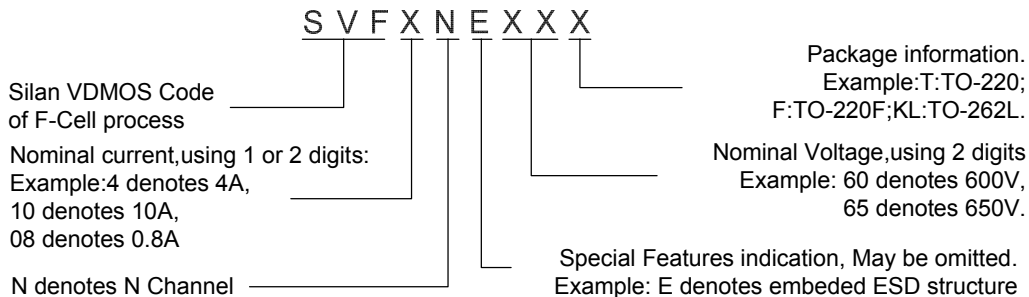 S V F X N E X X X
Silan VDMOS Code
of F-Cell process
Nominal current,using 1 or 2 digits:
Example:4 denotes 4A,
10 denotes 10A,
08 denotes 0.8A
N denotes N Channel
Package information.
Example:T:TO-220;
F:TO-220F;KL:TO-262L.
Nominal Voltage,using 2 digits
Example: 60 denotes 600V,
65 denotes 650V.
Special Features indication, May be omitted.
Example: E denotes embeded ESD structure